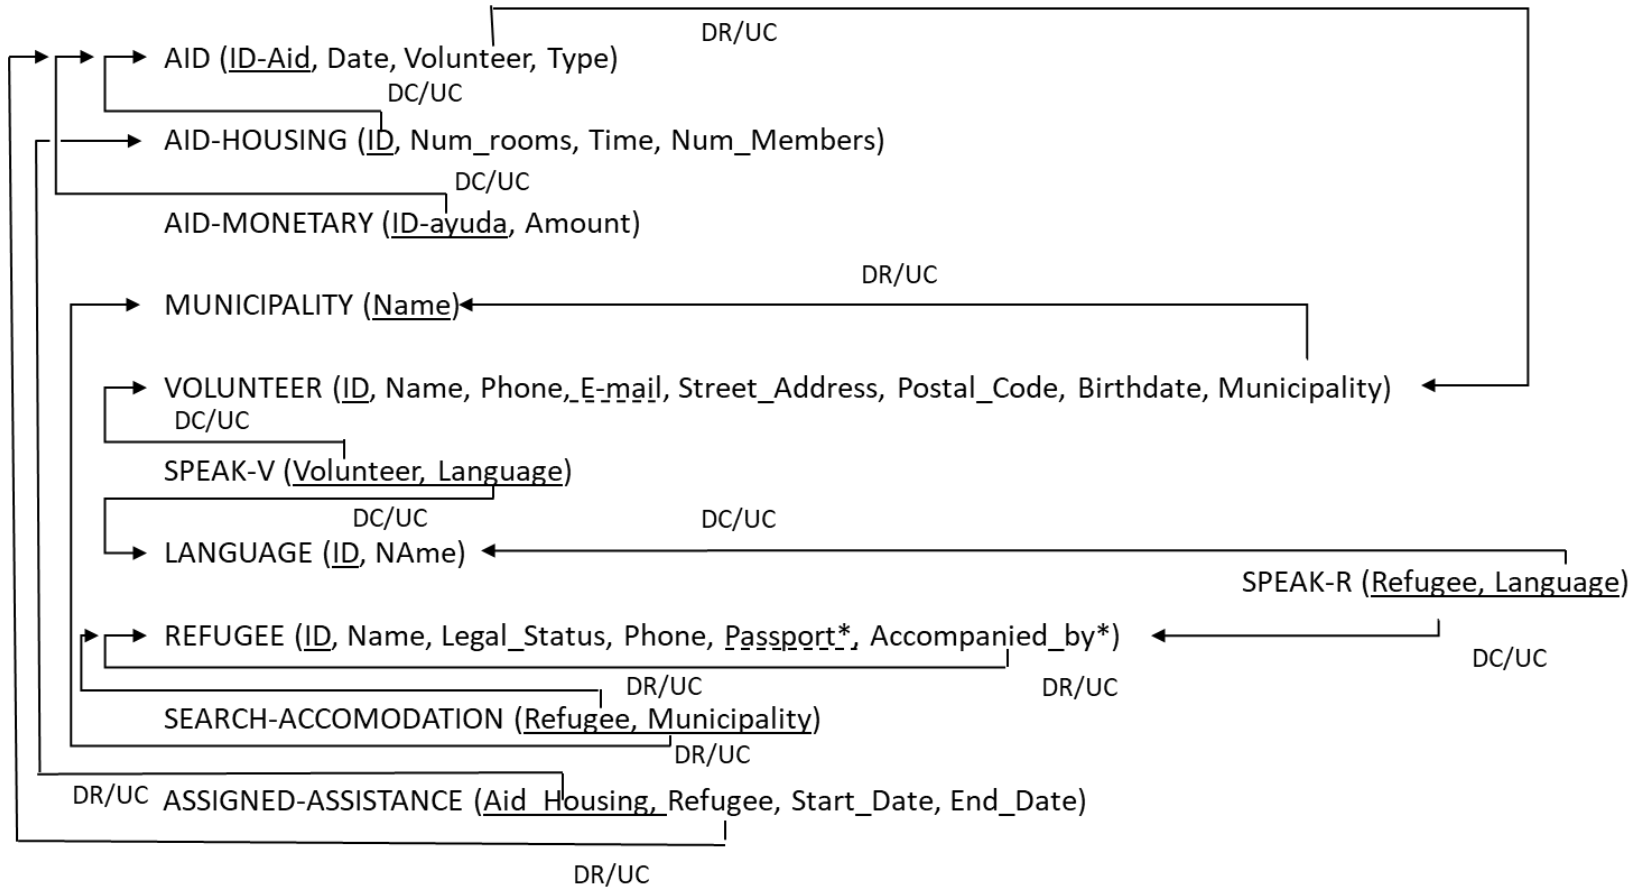 DR/UC
AID (ID-Aid, Date, Volunteer, Type)
DC/UC
AID-HOUSING (ID, Num_rooms, Time, Num_Members)
DC/UC
AID-MONETARY (ID-ayuda, Amount)
DR/UC
MUNICIPALITY (Name)
VOLUNTEER (ID, Name, Phone, E-mail, Street_Address, Postal_Code, Birthdate, Municipality)
DC/UC
SPEAK-V (Volunteer, Language)
DC/UC
DC/UC
LANGUAGE (ID, NAme)
SPEAK-R (Refugee, Language)
REFUGEE (ID, Name, Legal_Status, Phone, Passport*, Accompanied_by*)
DC/UC
DR/UC
DR/UC
SEARCH-ACCOMODATION (Refugee, Municipality)
DR/UC
DR/UC
ASSIGNED-ASSISTANCE (Aid_Housing, Refugee, Start_Date, End_Date)
DR/UC